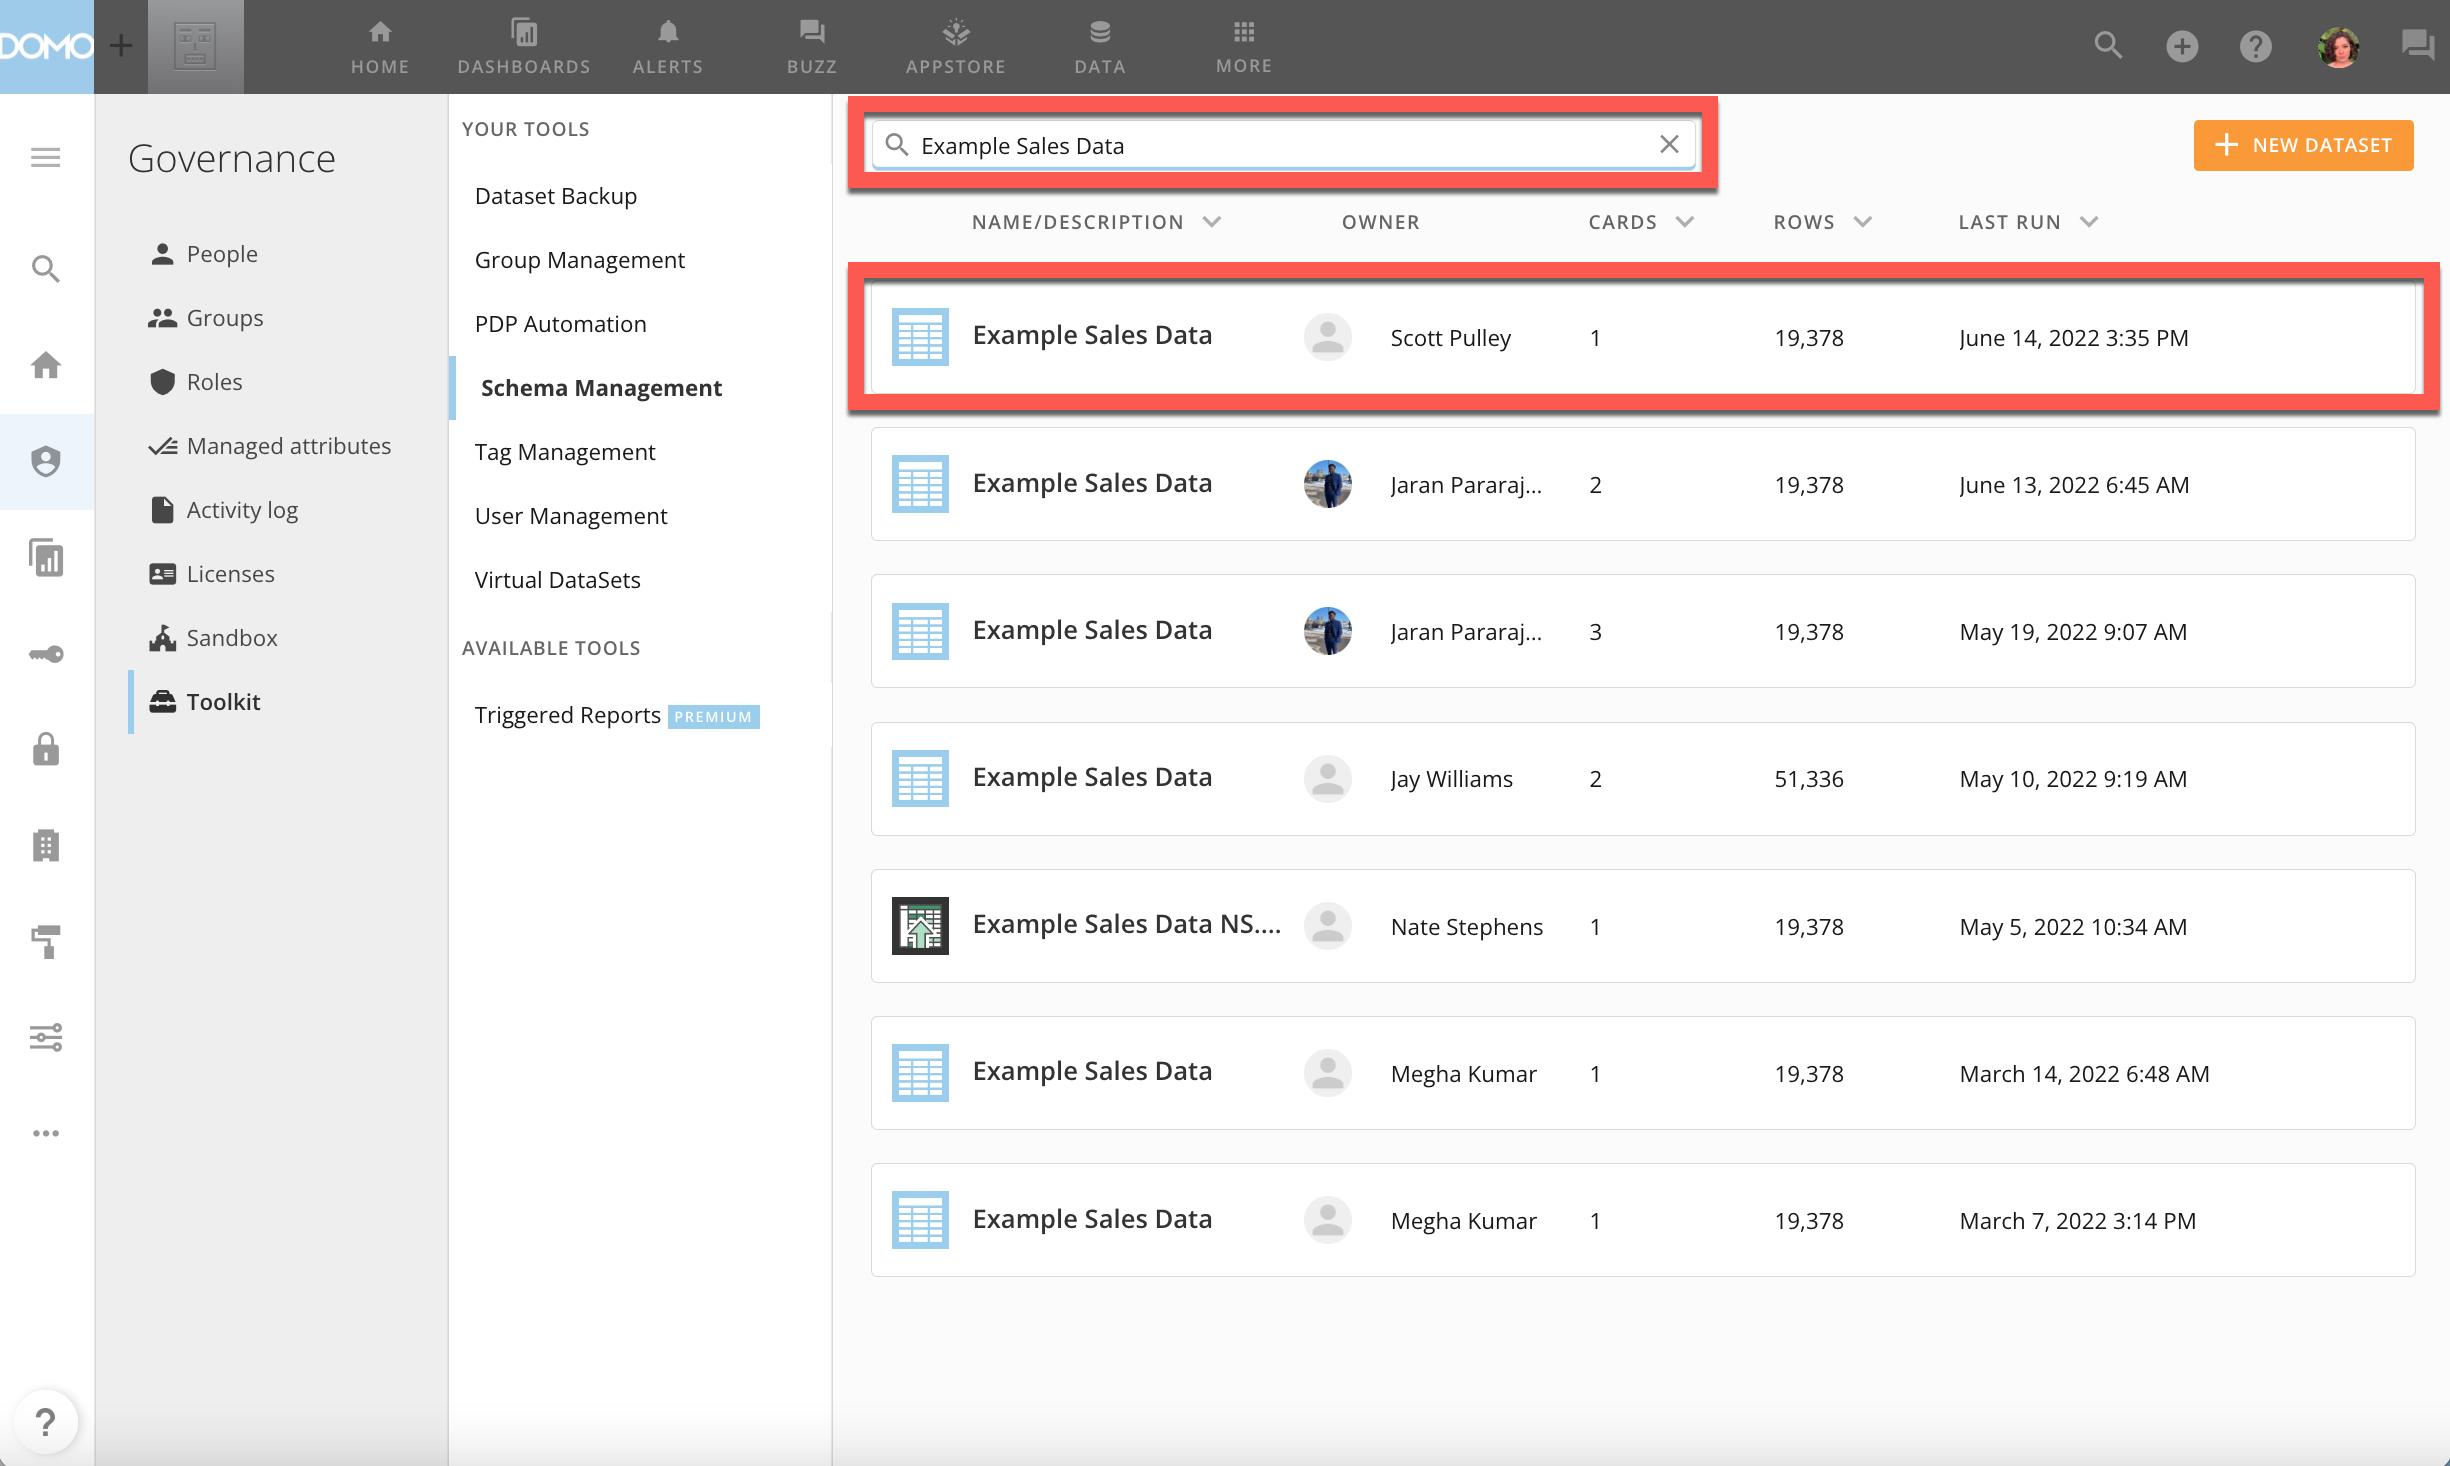 DOMO
HOME
DASHBOARDS
ALERTS
BUZZ
APPSTORE
DATA
MORE
Governance
People
Groups
Roles
Managed attributes
Activity log
Licenses
Sandbox
Toolkit
YOUR TOOLS
Dataset Backup
Group Management
PDP Automation
Schema Management
Tag Management
User Management
Virtual DataSets
AVAILABLE TOOLS
Triggered Reports PREMIUM
Example Sales Data
NEW DATASET
NAME/DESCRIPTION OWNER CARDS ROWS LAST RUN
Example Sales Data Scott Pulley 1 19,378 June 14, 2022 3:35 PM
Example Sales Data Jaran Pararaj... 2 19,378 June 13, 2022 6:45 AM
Example Sales Data Jaran Pararaj... 3 19,378 May 19, 2022 9:07 AM
Example Sales Data Jay Williams 2 51,336 May 10, 2022 9:19 AM
Example Sales Data NS.... Nate Stephens 1 19,378 May 5, 2022 10:34 AM
Example Sales Data Megha Kumar 1 19,378 March 14, 2022 6:48 AM
Example Sales Data Megha Kumar 1 19,378 March 7, 2022 3:14 PM
?